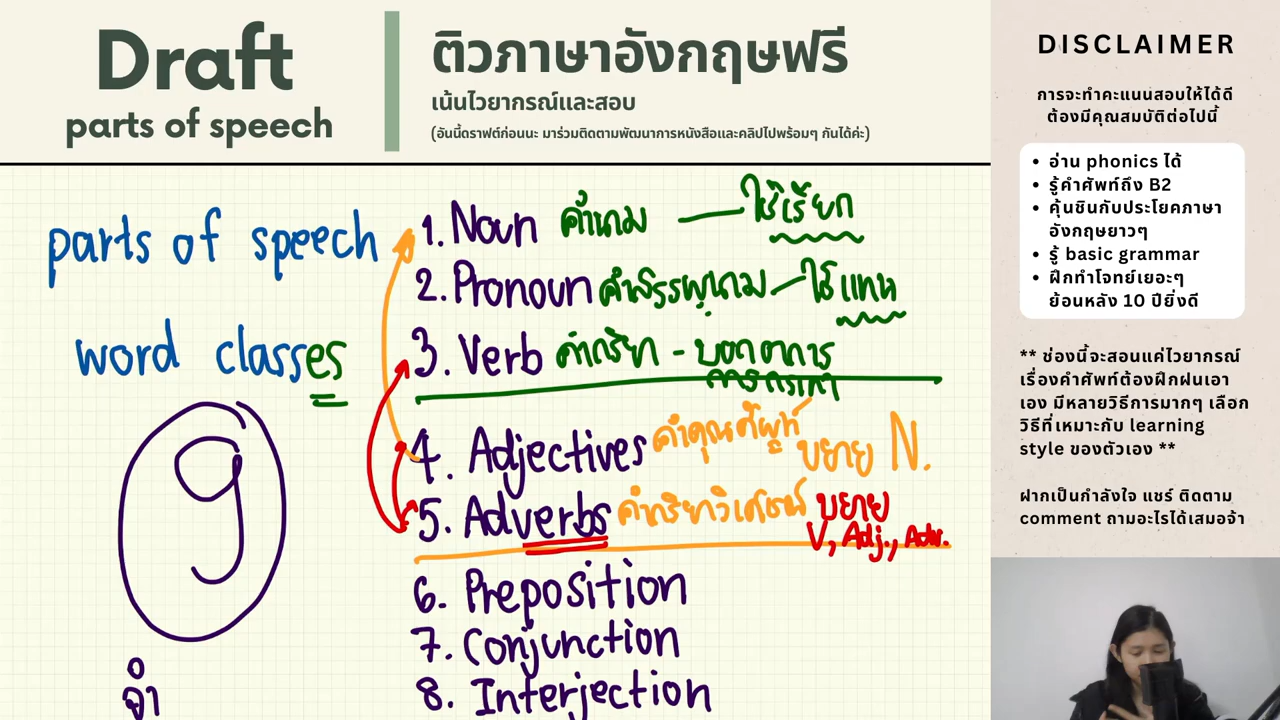 Draft
parts of speech
ติวภาษาอังกฤษฟรี
เน้นไวยากรณ์และสอบ
(อันนี้ดราฟต์ก่อนนะ มาร่วมติดตามพัฒนาการหนังสือและคลิปไปพร้อมๆ กันได้ค่ะ)
parts of speech
word classes
9
จำ
1. Noun คำนาม — ใช้เรียก
2. Pronoun คำสรรพนาม — ใช้แทน
3. Verb คำกริยา - บอกอาการ
การกระทำ
4. Adjectives คำคุณศัพท์ ขยาย N.
5. Adverbs คำกริยาวิเศษณ์ ขยาย
V, Adj., Adv.
6. Preposition
7. Conjunction
8. Interjection
DISCLAIMER
การจะทำคะแนนสอบให้ได้ดี
ต้องมีคุณสมบัติต่อไปนี้
• อ่าน phonics ได้
• รู้คำศัพท์ถึง B2
• คุ้นชินกับประโยคภาษา
อังกฤษยาวๆ
• รู้ basic grammar
• ฝึกทำโจทย์เยอะๆ
ย้อนหลัง 10 ปียิ่งดี
** ช่องนี้จะสอนแค่ไวยากรณ์
เรื่องคำศัพท์ต้องฝึกฝนเอา
เอง มีหลายวิธีการมากๆ เลือก
วิธีที่เหมาะกับ learning
style ของตัวเอง **
ฝากเป็นกำลังใจ แชร์ ติดตาม
comment ถามอะไรได้เสมอจ้า